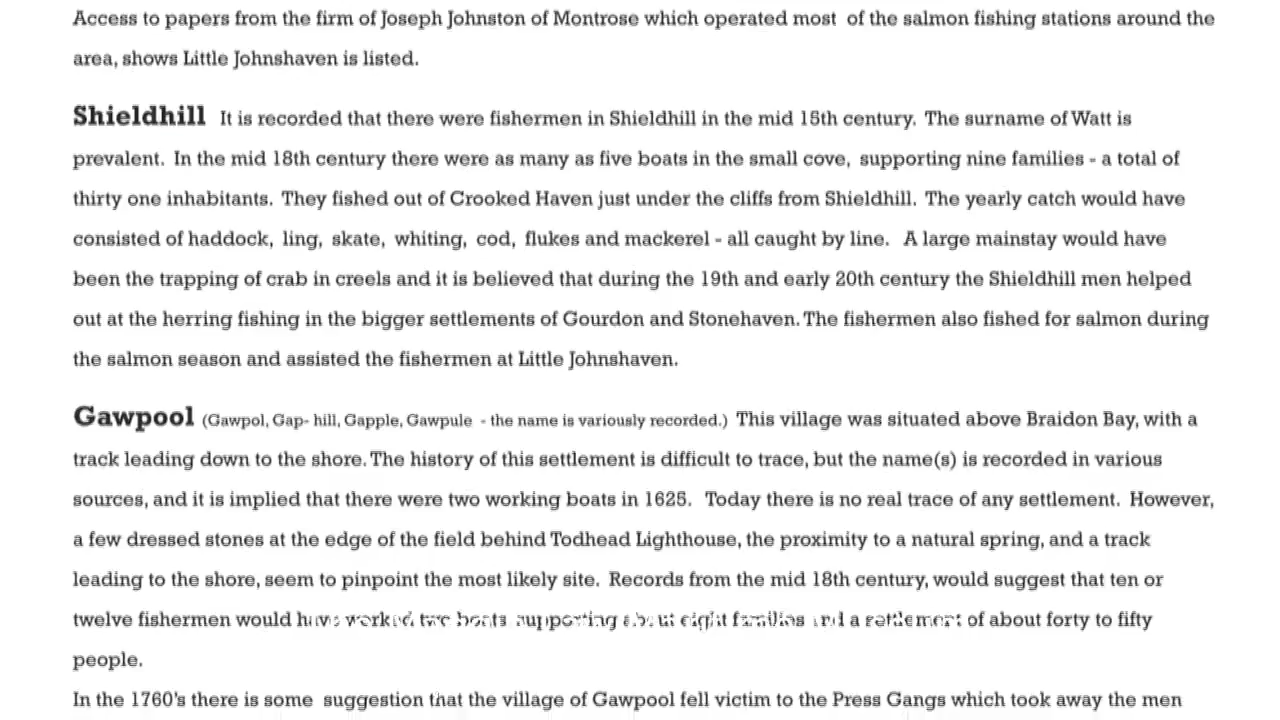 Access to papers from the firm of Joseph Johnston of Montrose which operated most of the salmon fishing stations around the
area, shows Little Johnshaven is listed.
Shieldhill It is recorded that there were fishermen in Shieldhill in the mid 15th century. The surname of Watt is
prevalent. In the mid 18th century there were as many as five boats in the small cove, supporting nine families - a total of
thirty one inhabitants. They fished out of Crooked Haven just under the cliffs from Shieldhill. The yearly catch would have
consisted of haddock, ling, skate, whiting, cod, flukes and mackerel - all caught by line. A large mainstay would have
been the trapping of crab in creels and it is believed that during the 19th and early 20th century the Shieldhill men helped
out at the herring fishing in the bigger settlements of Gourdon and Stonehaven. The fishermen also fished for salmon during
the salmon season and assisted the fishermen at Little Johnshaven.
Gawpool (Gawpol, Gap- hill, Gapple, Gawpule - the name is variously recorded.) This village was situated above Braidon Bay, with a
track leading down to the shore. The history of this settlement is difficult to trace, but the name(s) is recorded in various
sources, and it is implied that there were two working boats in 1625. Today there is no real trace of any settlement. However,
a few dressed stones at the edge of the field behind Todhead Lighthouse, the proximity to a natural spring, and a track
leading to the shore, seem to pinpoint the most likely site. Records from the mid 18th century, would suggest that ten or
twelve fishermen would have worked two boats supporting about eight families and a settlement of about forty to fifty
people.
In the 1760's there is some suggestion that the village of Gawpool fell victim to the Press Gangs which took away the men